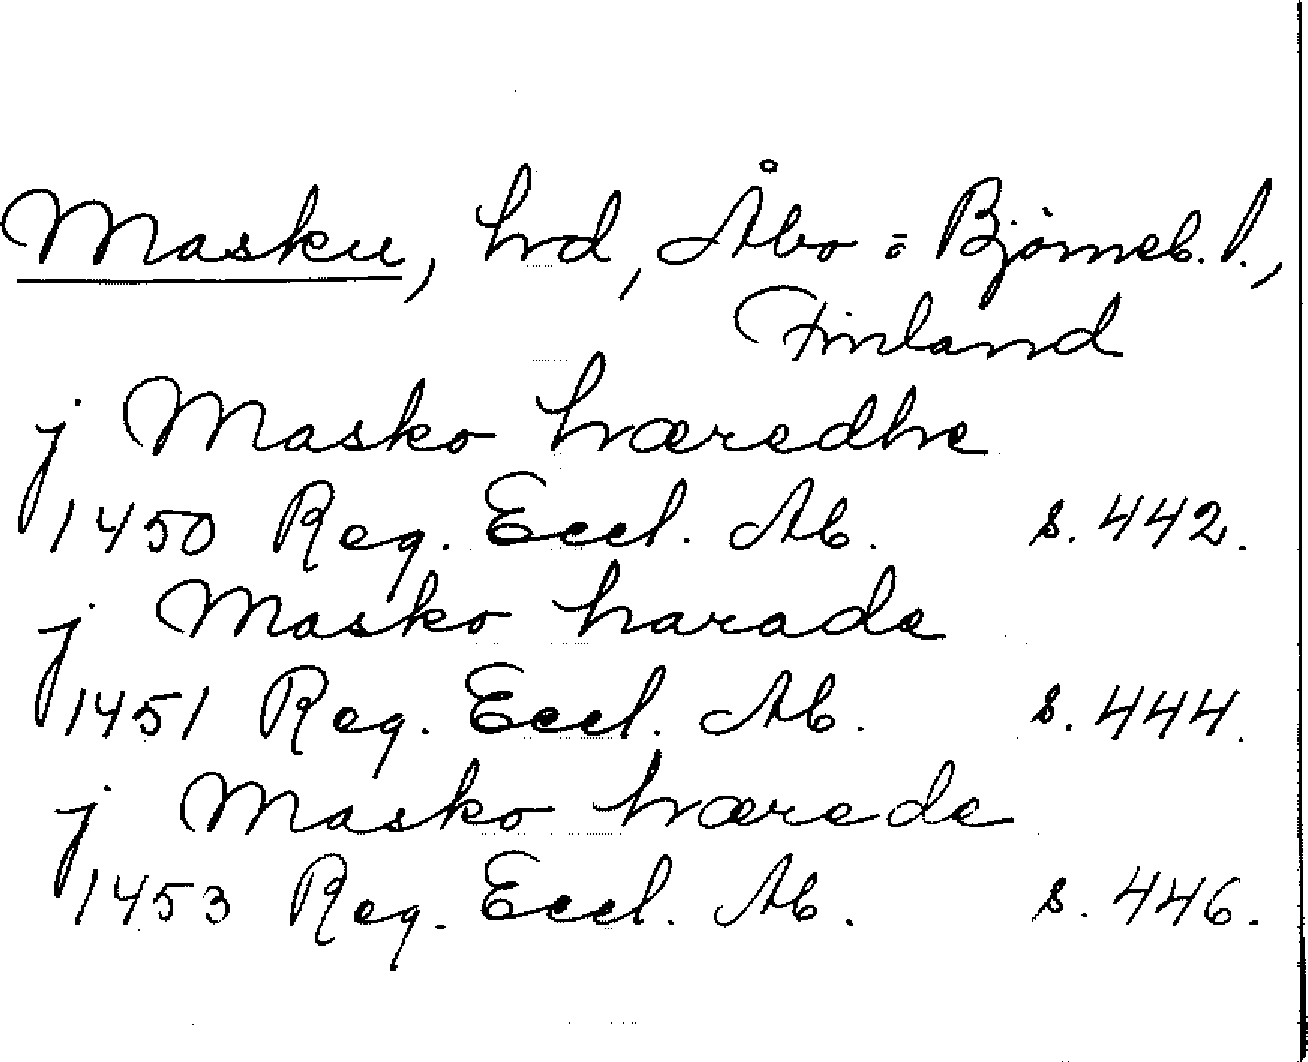 Masku, hd, Åbo = Björneb. l.,
Finland
j Masko hæredhe
1450 Reg. Eccl. Ab. s. 442.
j Masko harade
1451 Reg. Eccl. Ab. s. 444.
j Masko hærede
1453 Reg. Eccl. Ab. s. 446.